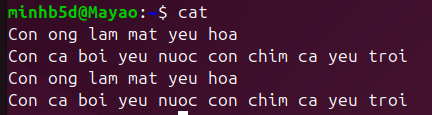 minhb5d@Mayao:~$ cat
Con ong lam mat yeu hoa
Con ca boi yeu nuoc con chim ca yeu troi
Con ong lam mat yeu hoa
Con ca boi yeu nuoc con chim ca yeu troi